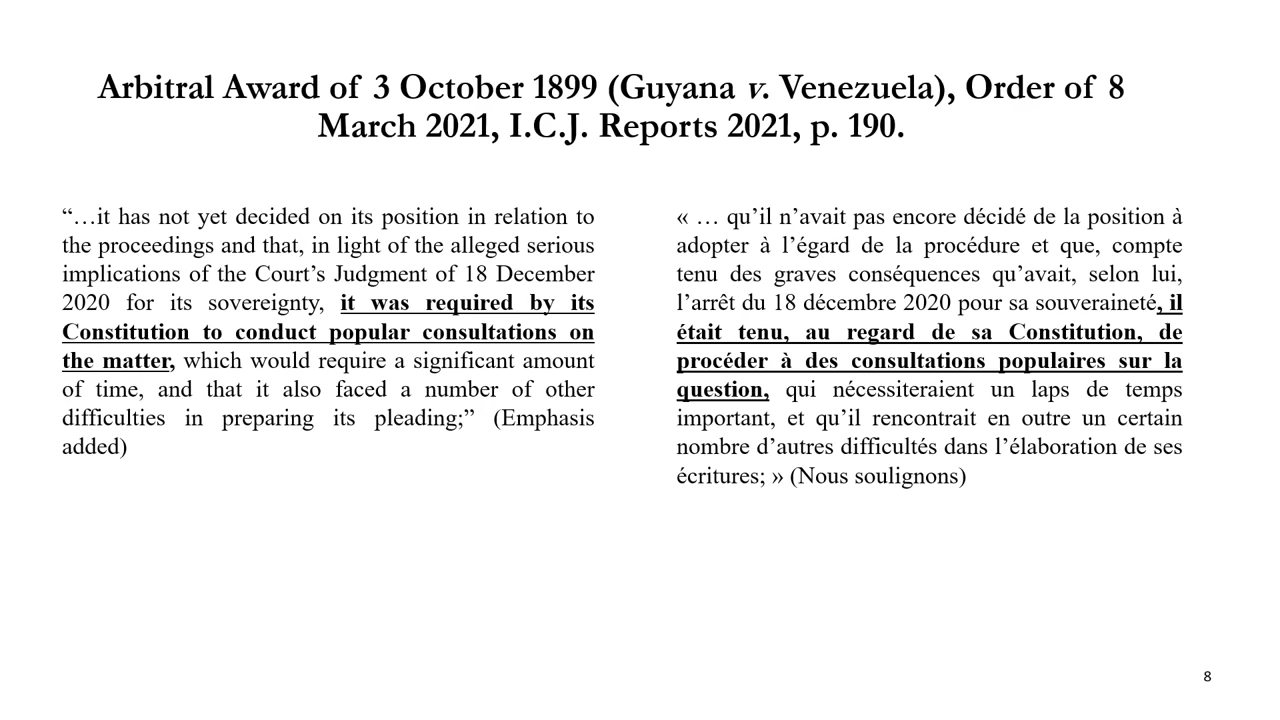 Arbitral Award of 3 October 1899 (Guyana v. Venezuela), Order of 8
March 2021, I.C.J. Reports 2021, p. 190.
“…it has not yet decided on its position in relation to
the proceedings and that, in light of the alleged serious
implications of the Court’s Judgment of 18 December
2020 for its sovereignty, it was required by its
Constitution to conduct popular consultations on
the matter, which would require a significant amount
of time, and that it also faced a number of other
difficulties in preparing its pleading;” (Emphasis
added)
« … qu’il n’avait pas encore décidé de la position à
adopter à l’égard de la procédure et que, compte
tenu des graves conséquences qu’avait, selon lui,
l’arrêt du 18 décembre 2020 pour sa souveraineté, il
était tenu, au regard de sa Constitution, de
procéder à des consultations populaires sur la
question, qui nécessiteraient un laps de temps
important, et qu’il rencontrait en outre un certain
nombre d’autres difficultés dans l’élaboration de ses
écritures; » (Nous soulignons)
8